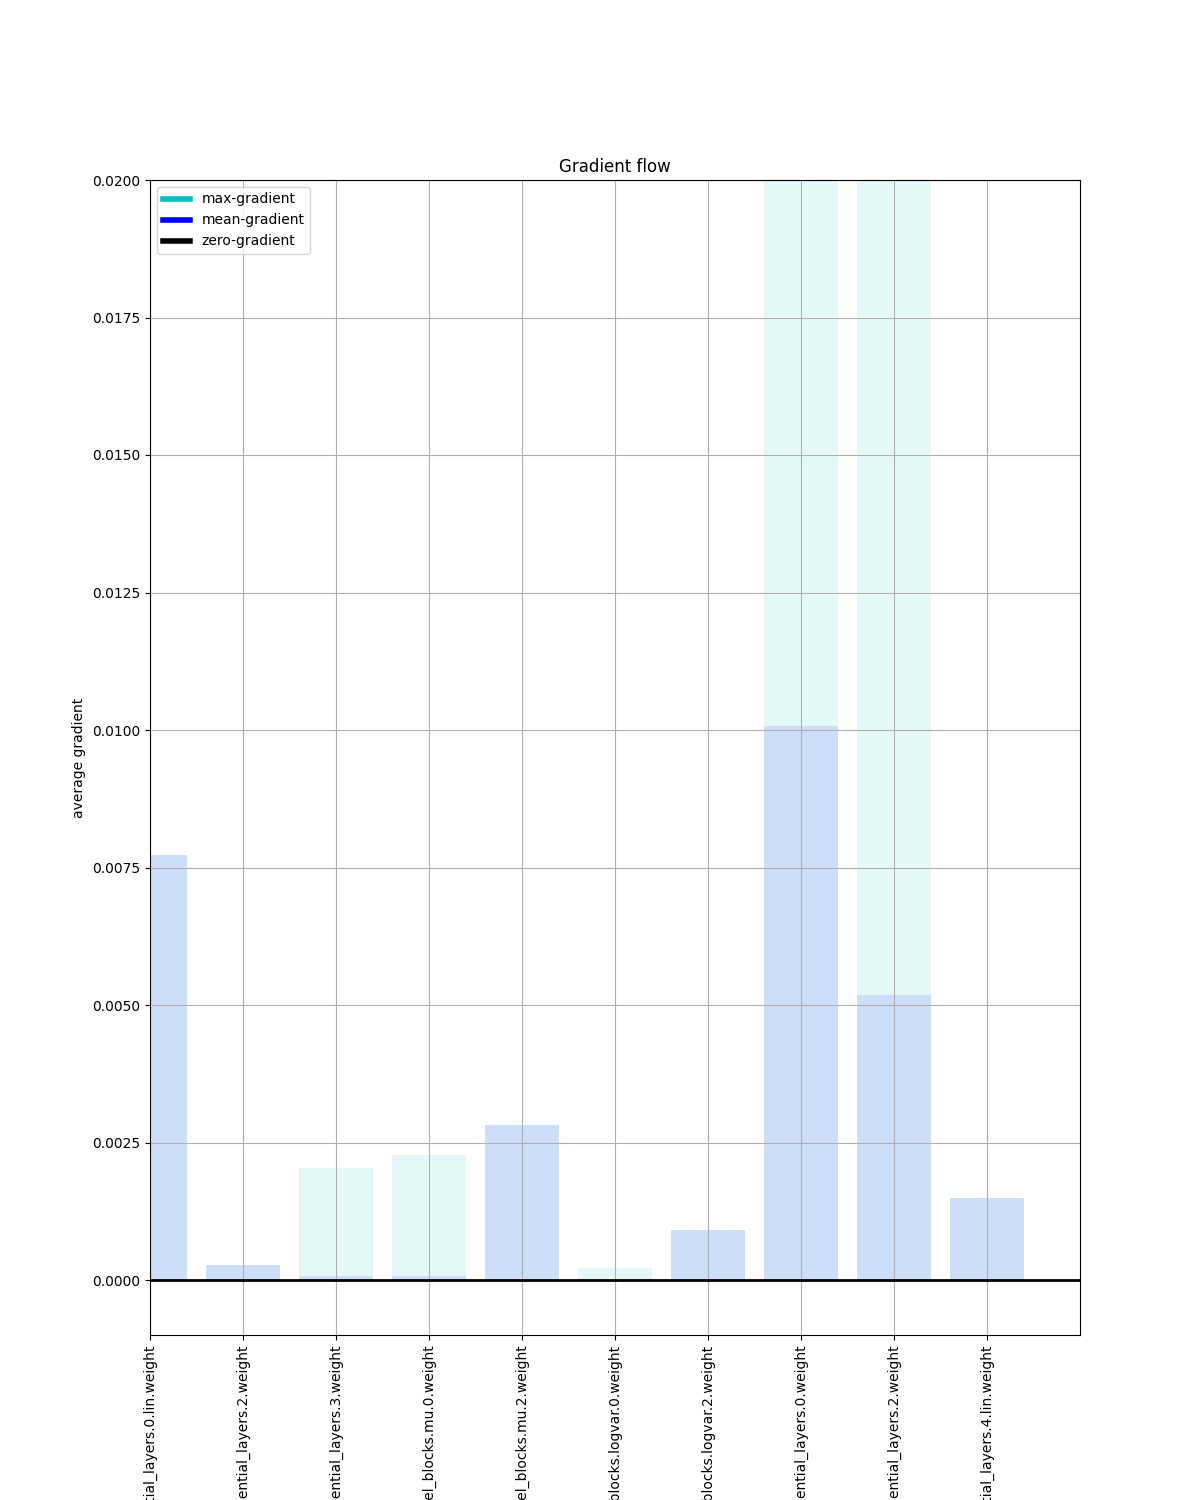 Gradient flow
max-gradient
mean-gradient
zero-gradient
0.0200
0.0175
0.0150
0.0125
0.0100
0.0075
0.0050
0.0025
0.0000
average gradient
tial_layers.0.lin.weight
ential_layers.2.weight
ential_layers.3.weight
el_blocks.mu.0.weight
el_blocks.mu.2.weight
blocks.logvar.0.weight
blocks.logvar.2.weight
ential_layers.0.weight
ential_layers.2.weight
tial_layers.4.lin.weight